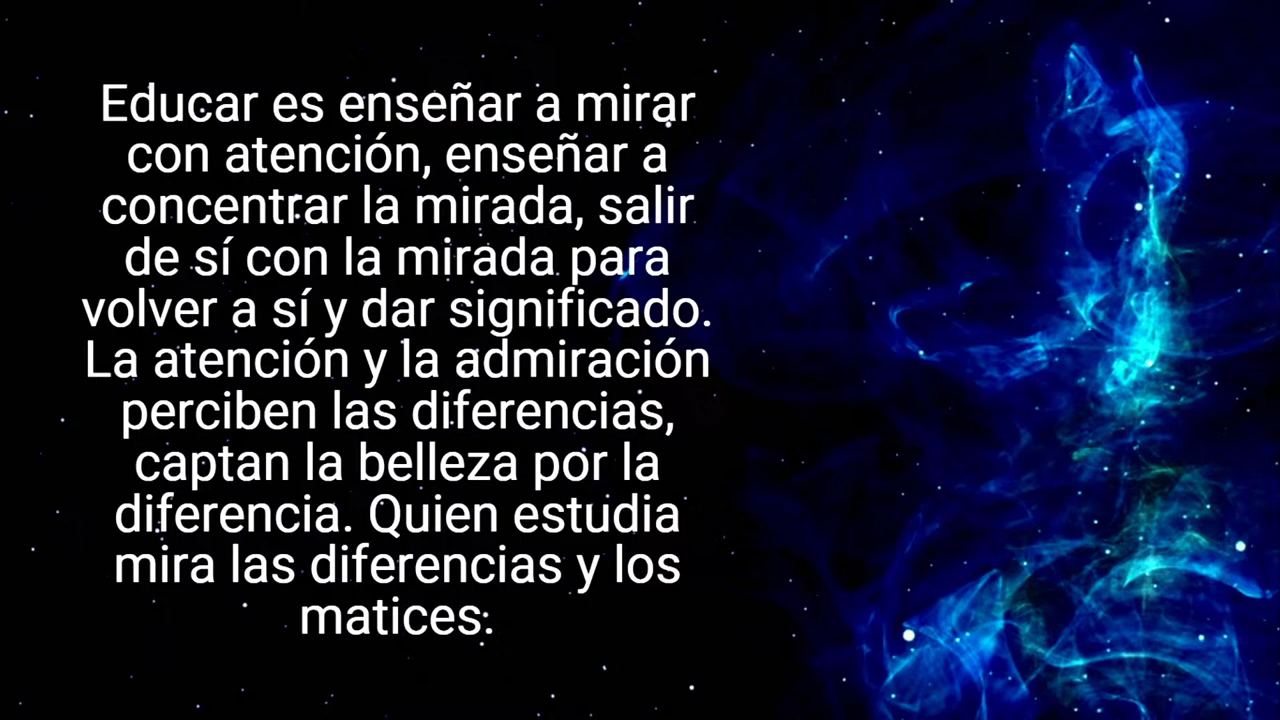 Educar es enseñar a mirar
con atención, enseñar a
concentrar la mirada, salir
de sí con la mirada para
volver a sí y dar significado.
La atención y la admiración
perciben las diferencias,
captan la belleza por la
diferencia. Quien estudia
mira las diferencias y los
matices.